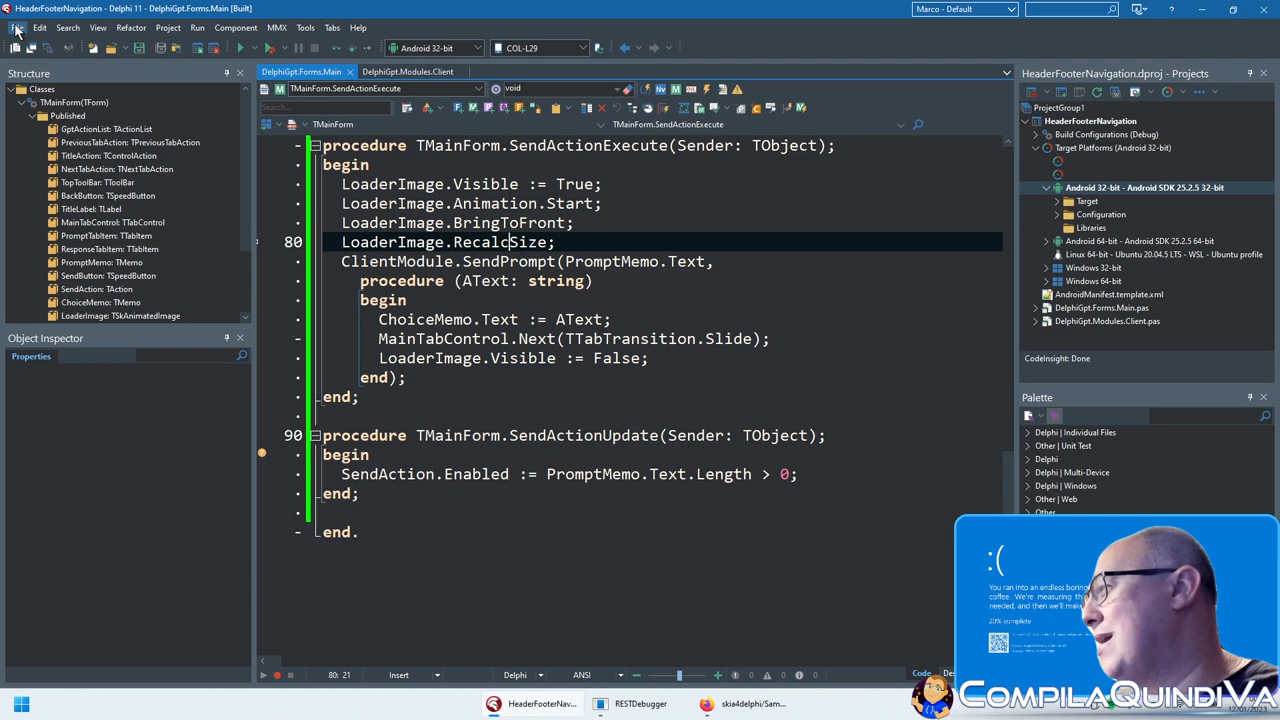 HeaderFooterNavigation - Delphi 11 - DelphiGpt.Forms.Main [Built]
Marco - Default
File Edit Search View Refactor Project Run Component MMX Tools Tabs Help
Android 32-bit
COL-L29
Structure
Classes
TMainForm(TForm)
Published
GptActionList: TActionList
PreviousTabAction: TPreviousTabAction
TitleAction: TControlAction
NextTabAction: TNextTabAction
TopToolBar: TToolBar
BackButton: TSpeedButton
TitleLabel: TLabel
MainTabControl: TTabControl
PromptTabItem: TTabItem
ResponseTabItem: TTabItem
PromptMemo: TMemo
SendButton: TSpeedButton
SendAction: TAction
ChoiceMemo: TMemo
LoaderImage: TSkAnimatedImage
Object Inspector
Properties
DelphiGpt.Forms.Main
DelphiGpt.Modules.Client
TMainForm.SendActionExecute
void
Search...
TMainForm
TMainForm.SendActionExecute
procedure TMainForm.SendActionExecute(Sender: TObject);
begin
LoaderImage.Visible := True;
LoaderImage.Animation.Start;
LoaderImage.BringToFront;
80 LoaderImage.RecalcSize;
ClientModule.SendPrompt(PromptMemo.Text,
procedure (AText: string)
begin
ChoiceMemo.Text := AText;
MainTabControl.Next(TTabTransition.Slide);
LoaderImage.Visible := False;
end);
end;
90 procedure TMainForm.SendActionUpdate(Sender: TObject);
begin
SendAction.Enabled := PromptMemo.Text.Length > 0;
end;
end.
80: 21
Insert
Delphi
ANSI
0
0
0
Code
HeaderFooterNavigation.dproj - Projects
ProjectGroup1
HeaderFooterNavigation
Build Configurations (Debug)
Target Platforms (Android 32-bit)
Android 32-bit - Android SDK 25.2.5 32-bit
Target
Configuration
Libraries
Android 64-bit - Android SDK 25.2.5 64-bit
Linux 64-bit - Ubuntu 20.04.5 LTS - WSL - Ubuntu profile
Windows 32-bit
Windows 64-bit
AndroidManifest.template.xml
DelphiGpt.Forms.Main.pas
DelphiGpt.Modules.Client.pas
CodeInsight: Done
Palette
Delphi | Individual Files
Other | Unit Test
Delphi
Delphi | Multi-Device
Delphi | Windows
Other | Web
Other
:(
You ran into an endless boring
coffee. We're measuring
needed, and then we'll
20% complete
COMPILAQUINDIVA
HeaderFooterNav...
RESTDebugger
skia4delphi/Sam...
12/01/2023